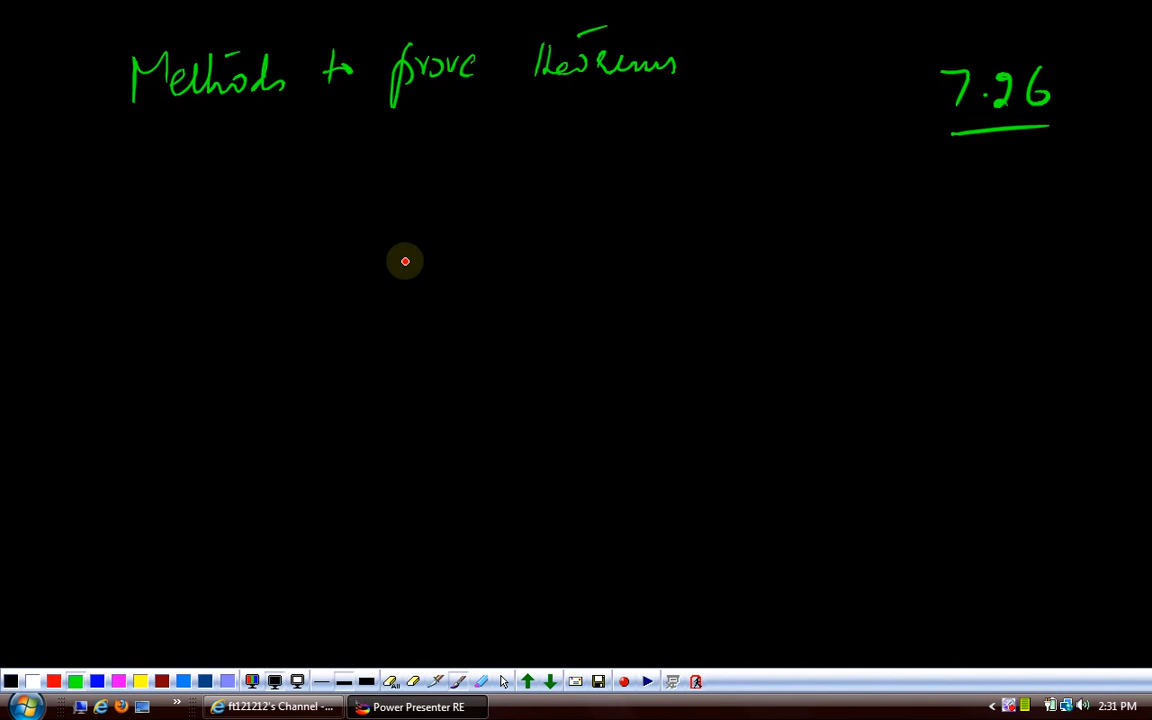 Methods to prove theorems
7.26
ft121212's Channel -...
Power Presenter RE
2:31 PM